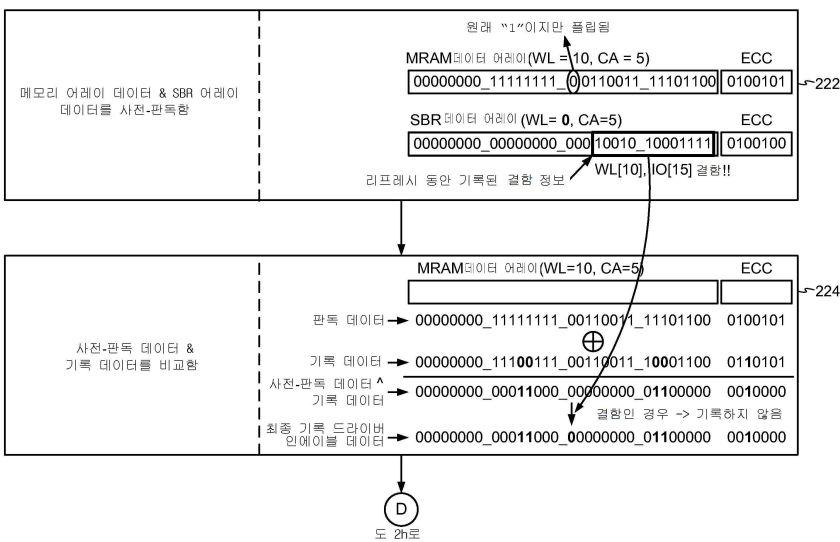 원래 “1”이지만 플립됨
MRAM데이터 어레이(WL = 10, CA = 5) ECC
메모리 어레이 데이터 & SBR 어레이
데이터를 사전-판독함
00000000_11111111_00110011_11101100 0100101
222
SBR데이터 어레이 (WL= 0, CA=5) ECC
00000000_00000000_00010010_10001111 0100100
리프레시 동안 기록된 결함 정보
WL[10], IO[15] 결함!!
MRAM데이터 어레이(WL=10, CA=5) ECC
224
사전-판독 데이터 &
기록 데이터를 비교함
판독 데이터 00000000_11111111_00110011_11101100 0100101
기록 데이터 00000000_11100111_00110011_10001100 0110101
사전-판독 데이터 ^
기록 데이터
00000000_00011000_00000000_01100000 0010000
결함인 경우 -> 기록하지 않음
최종 기록 드라이버
인에이블 데이터
00000000_00011000_00000000_01100000 0010000
D
도 2h로